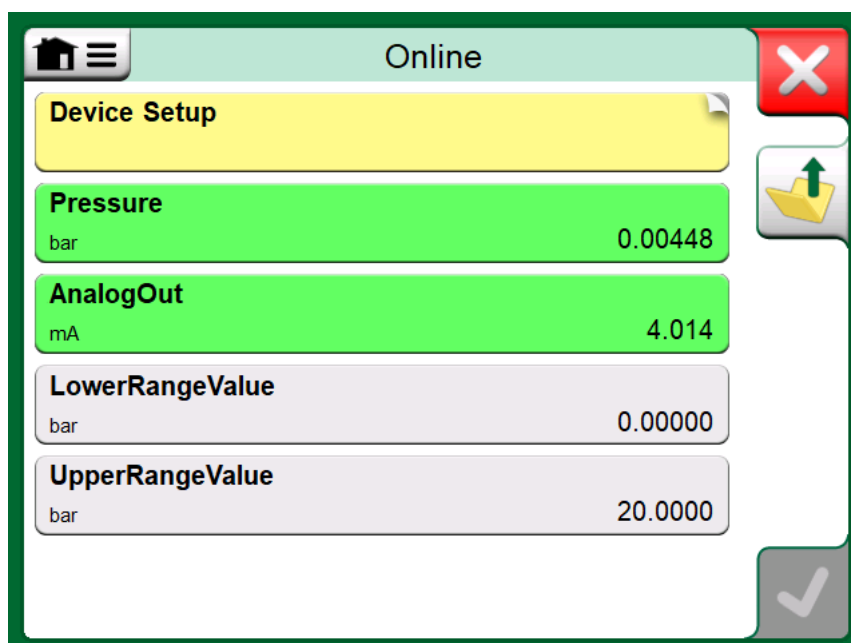 Online
Device Setup
Pressure
bar 0.00448
AnalogOut
mA 4.014
LowerRangeValue
bar 0.00000
UpperRangeValue
bar 20.0000